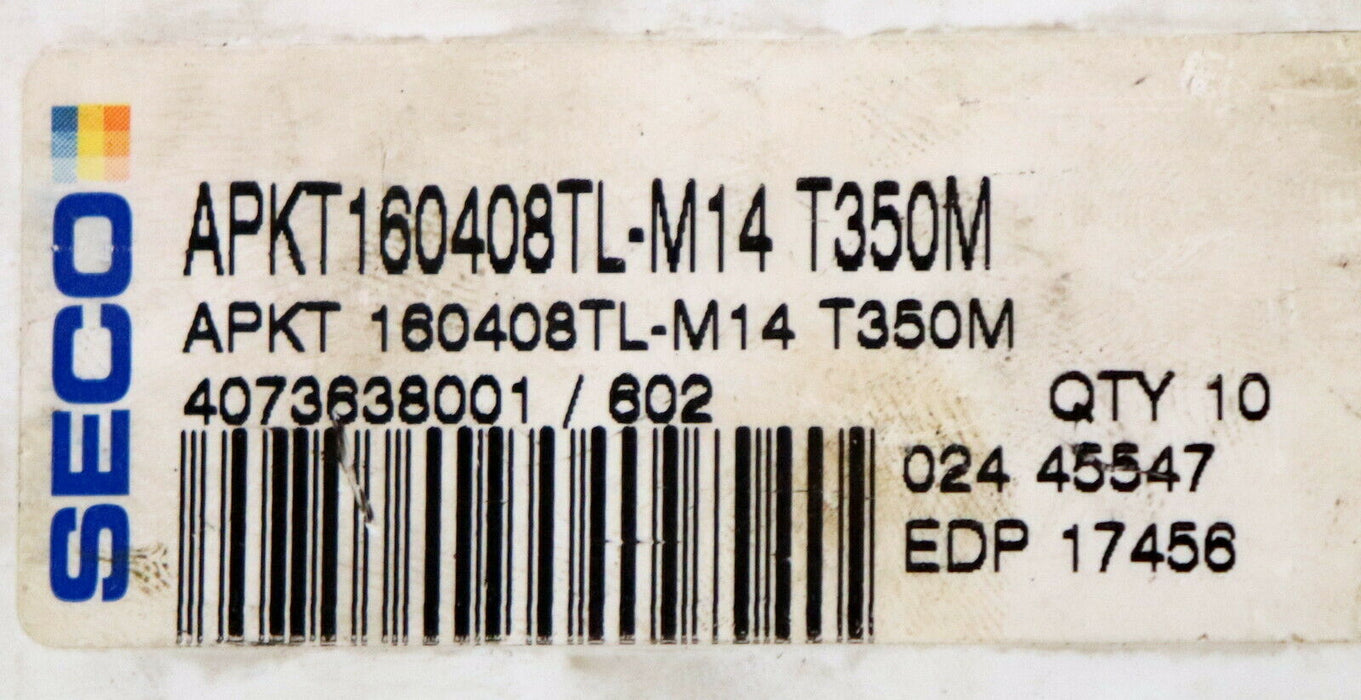 SECO
APKT160408TL-M14 T350M
APKT 160408TL-M14 T350M
4073638001 / 602
QTY 10
024 45547
EDP 17456